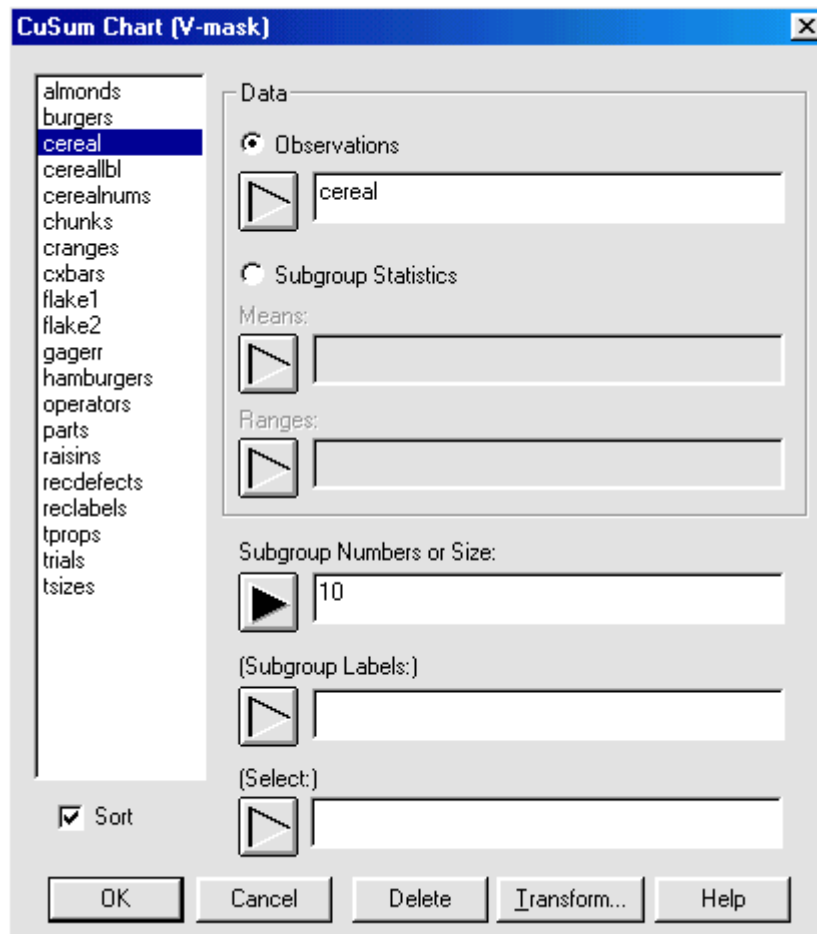 CuSum Chart (V-mask)
almonds
burgers
cereal
cereallbl
cerealnums
chunks
cranges
cxbars
flake1
flake2
gagerr
hamburgers
operators
parts
raisins
recdefects
reclabels
tprops
trials
tsizes
Sort
Data
Observations
cereal
Subgroup Statistics
Means:
Ranges:
Subgroup Numbers or Size:
10
(Subgroup Labels:)
(Select:)
OK Cancel Delete Transform... Help